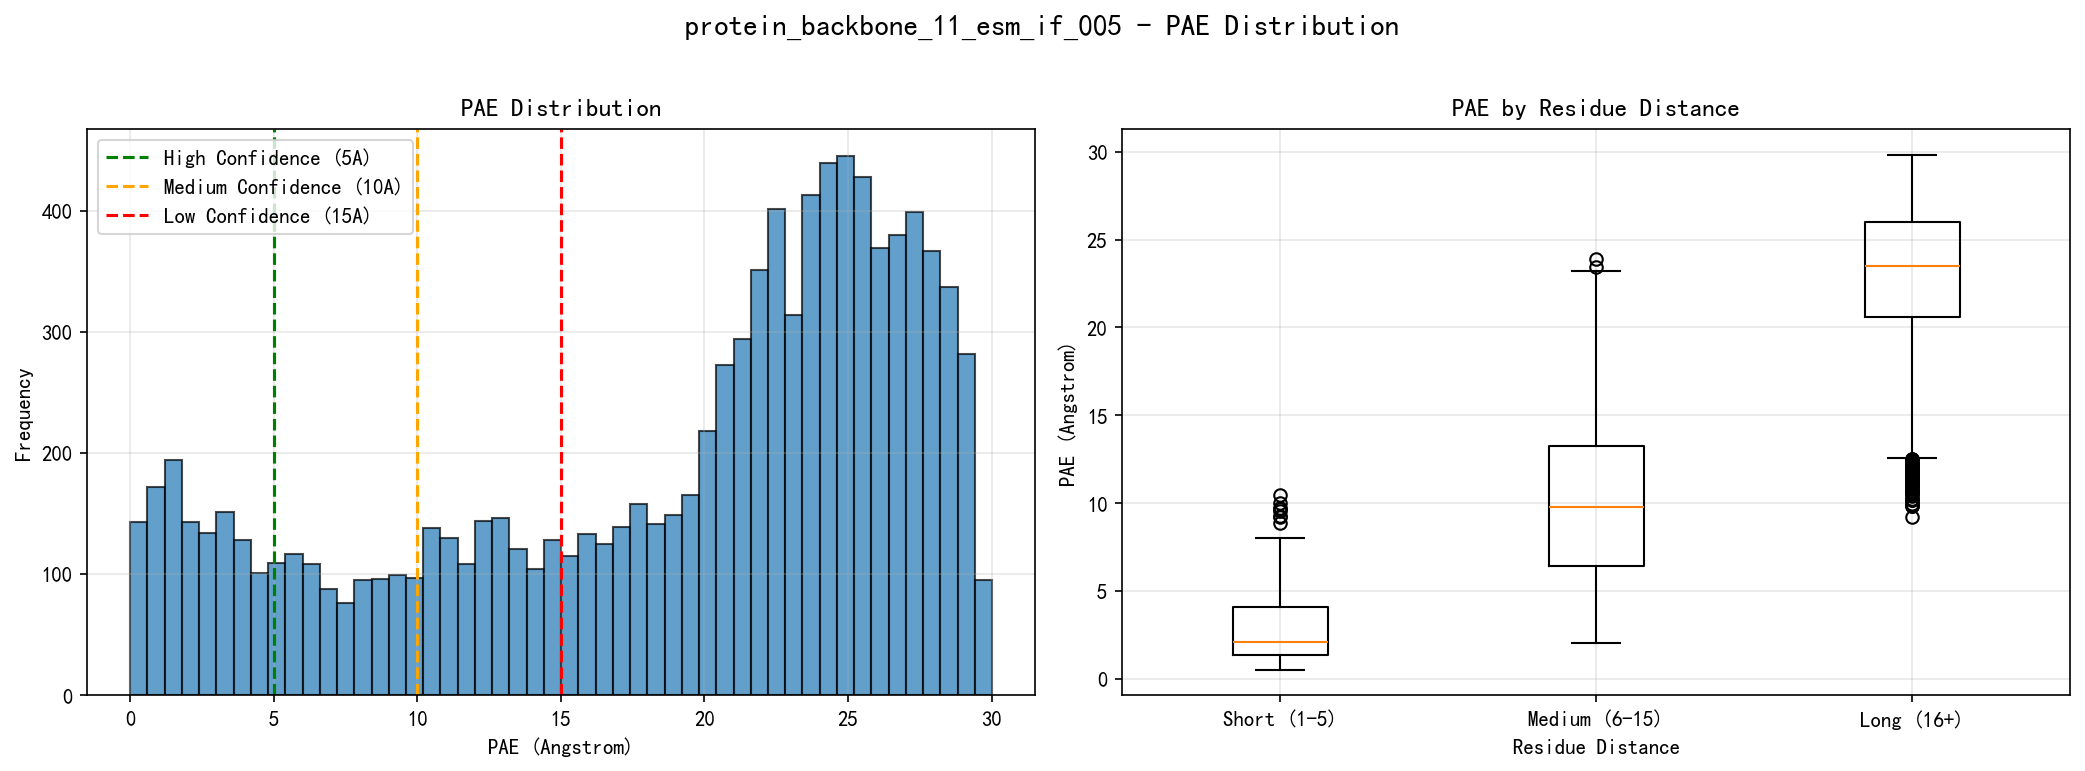 protein_backbone_11_esm_if_005 - PAE Distribution
PAE Distribution
High Confidence (5A)
Medium Confidence (10A)
Low Confidence (15A)
Frequency
0
100
200
300
400
0 5 10 15 20 25 30
PAE (Angstrom)
PAE by Residue Distance
PAE (Angstrom)
30
25
20
15
10
5
0
Short (1-5) Medium (6-15) Long (16+)
Residue Distance